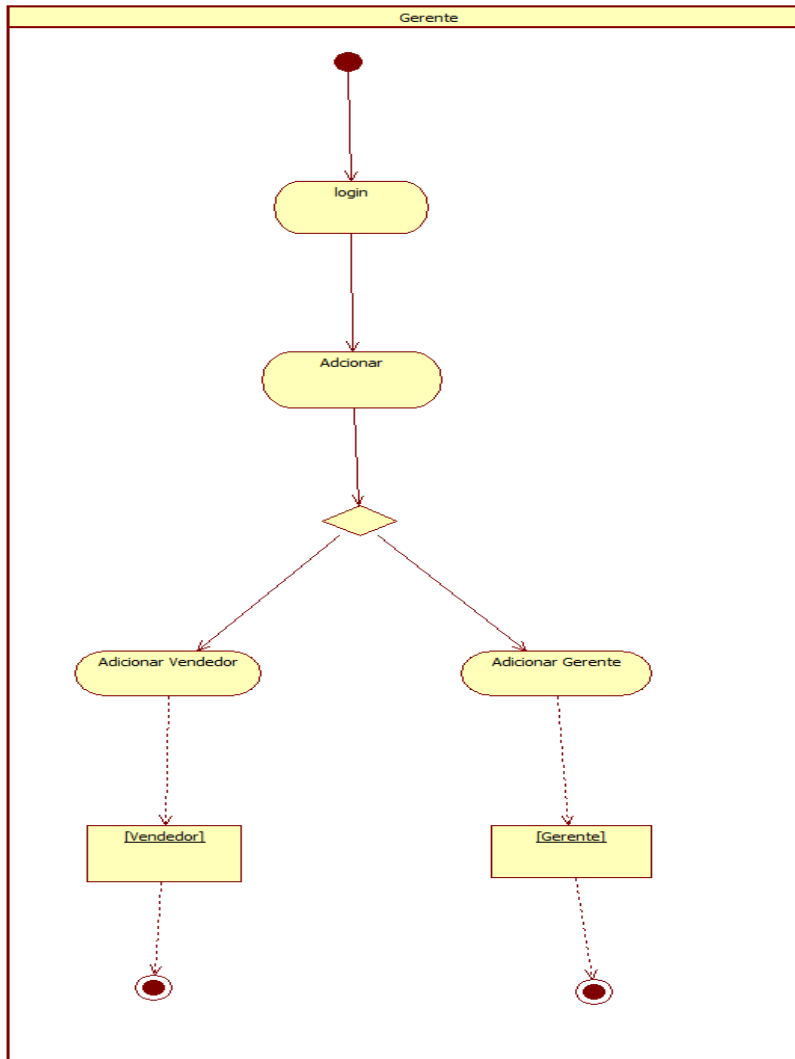 Gerente
login
Adcionar
Adicionar Vendedor
Adicionar Gerente
[Vendedor]
[Gerente]